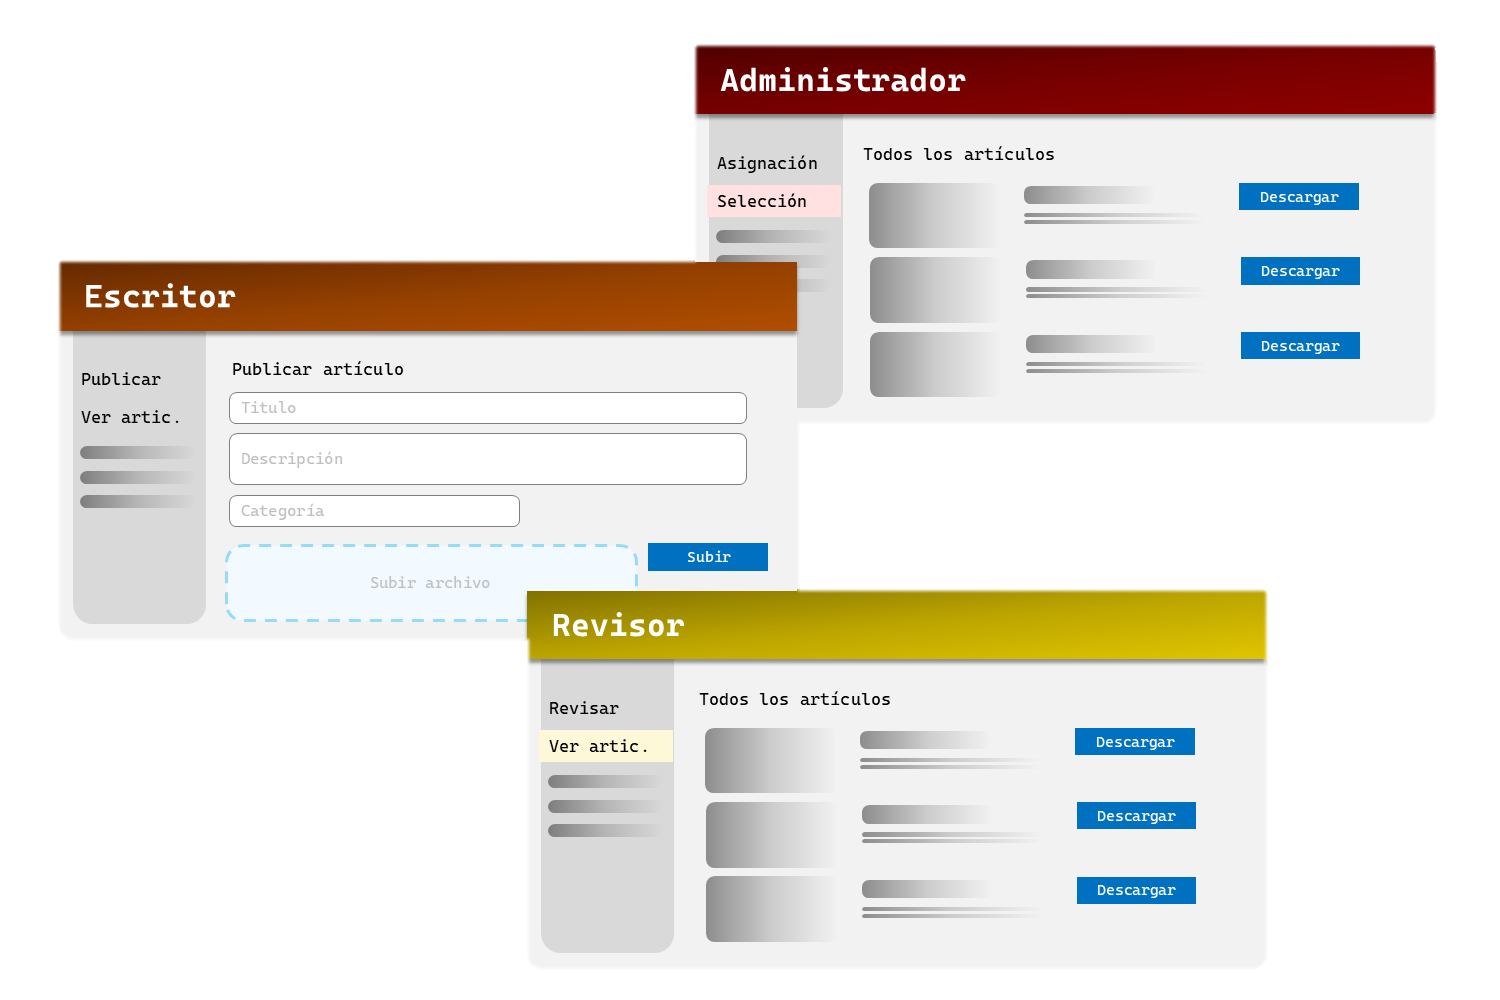 Administrador
Asignación
Selección
Todos los artículos
Descargar
Descargar
Descargar
Escritor
Publicar
Ver artic.
Publicar artículo
Titulo
Descripción
Categoría
Subir archivo
Subir
Revisor
Revisar
Ver artic.
Todos los artículos
Descargar
Descargar
Descargar